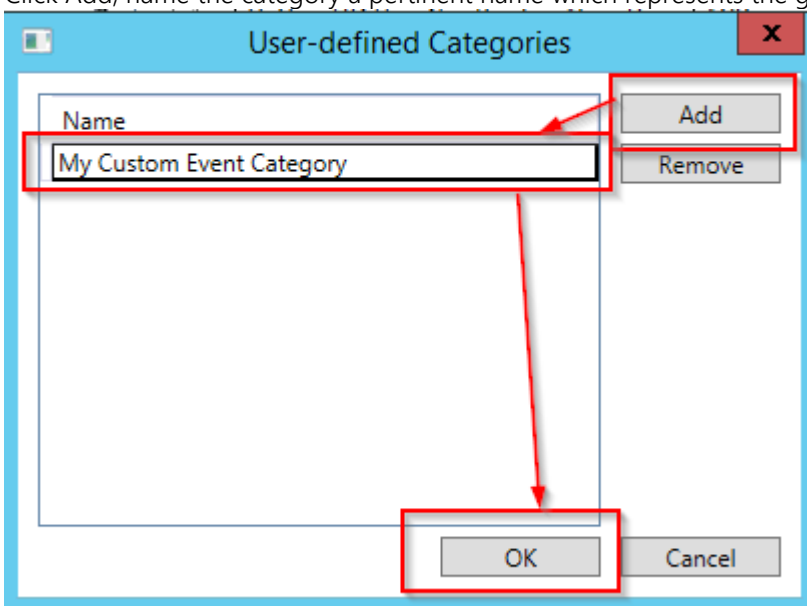 Click Add, name the category a pertinent name which represents the g
User-defined Categories
x
Name
Add
My Custom Event Category
Remove
OK
Cancel